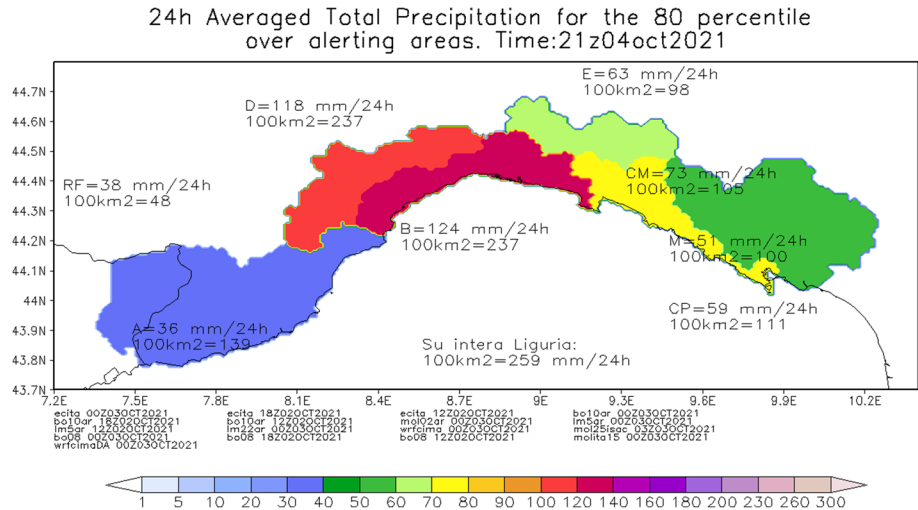 24h Averaged Total Precipitation for the 80 percentile
over alerting areas. Time:21z04oct2021
E=63 mm/24h
100km2=98
D=118 mm/24h
100km2=237
CM=73 mm/24h
100km2=105
RF=38 mm/24h
100km2=48
B=124 mm/24h
100km2=237
M=51 mm/24h
100km2=100
CP=59 mm/24h
100km2=111
A=36 mm/24h
100km2=139
Su intera Liguria:
100km2=259 mm/24h
44.7N
44.6N
44.5N
44.4N
44.3N
44.2N
44.1N
44N
43.9N
43.8N
43.7N
7.2E 7.5E 7.8E 8.1E 8.4E 8.7E 9E 9.3E 9.6E 9.9E 10.2E
ecita 00Z03OCT2021 ecita 18Z02OCT2021 ecita 12Z02OCT2021 bo10ar 00Z03OCT2021
bo10ar 18Z02OCT2021 bo10ar 12Z02OCT2021 mol02ar 00Z03OCT2021 lm5ar 00Z03OCT2021
lm5ar 12Z02OCT2021 lm22ar 00Z03OCT2021 wrfcima 00Z03OCT2021 mol25isac 03Z03OCT2021
bo08 00Z03OCT2021 bo08 18Z02OCT2021 bo08 12Z02OCT2021 molita15 00Z03OCT2021
wrfcimaDA 00Z03OCT2021
1 5 10 20 30 40 50 60 70 80 90 100 120 140 160 180 200 230 260 300